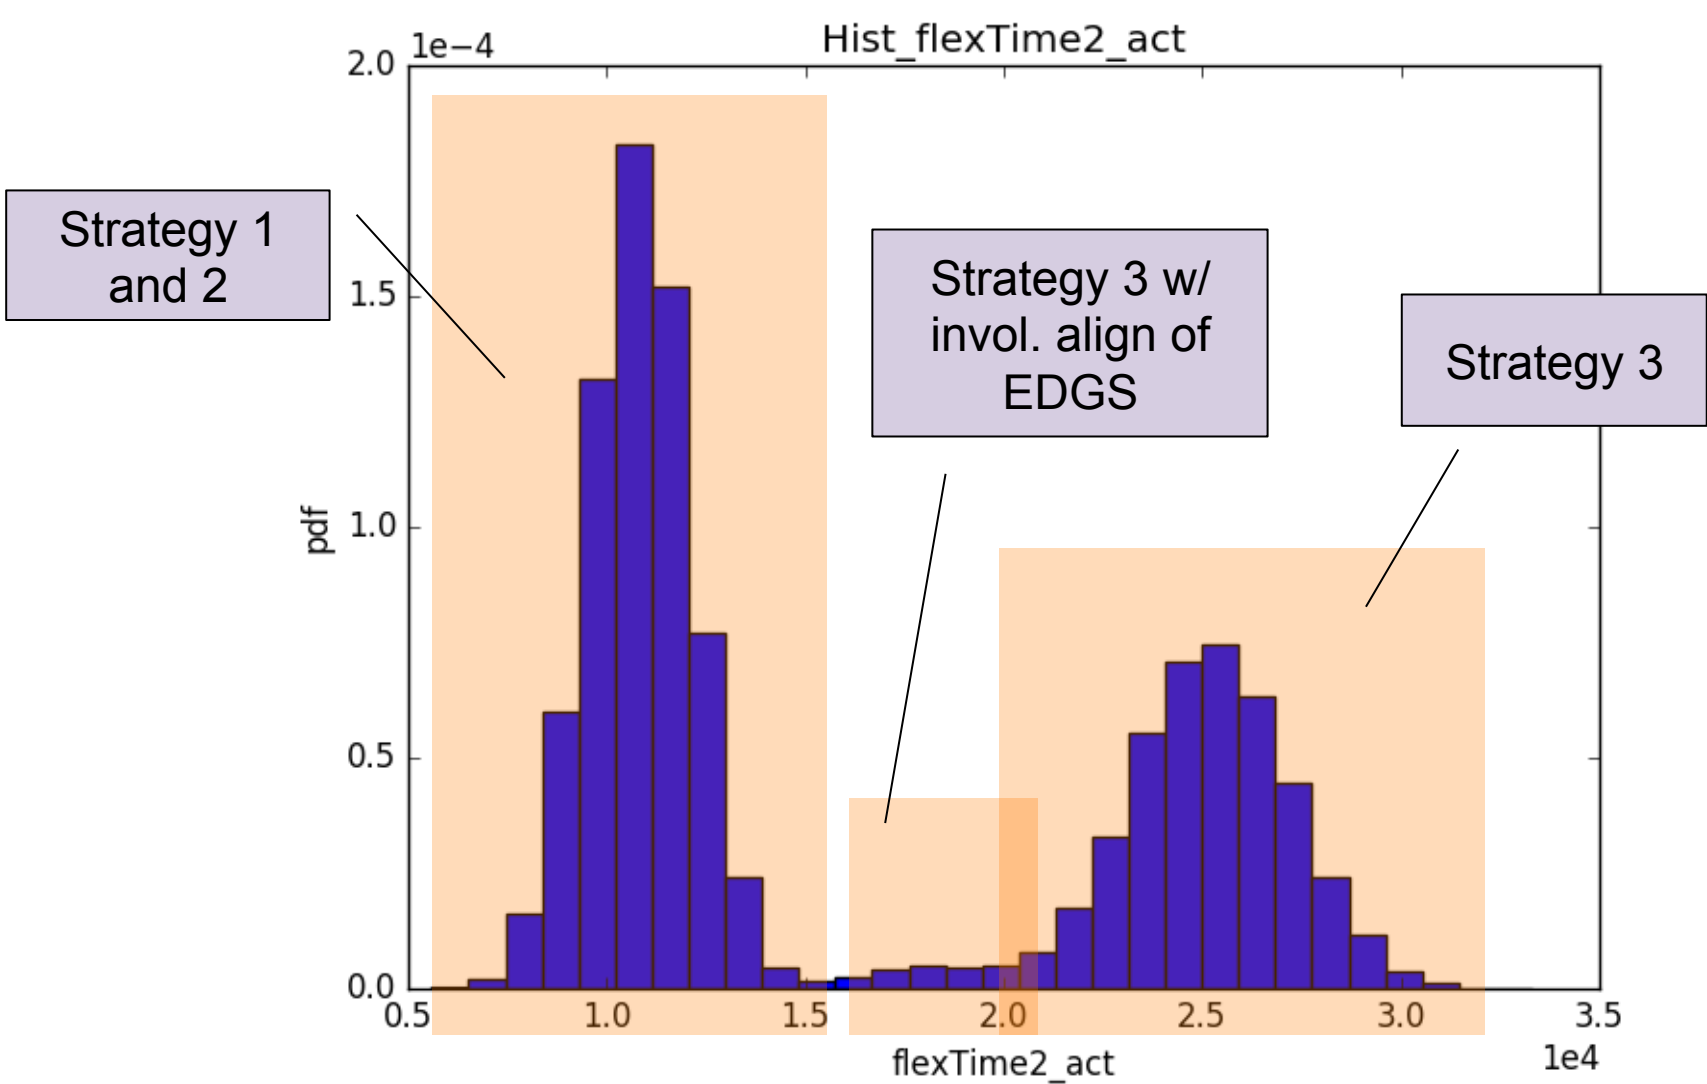 Hist_flexTime2_act
1e−4
2.0
1.5
1.0
0.5
0.0
pdf
Strategy 1
and 2
Strategy 3 w/
invol. align of
EDGS
Strategy 3
0.5 1.0 1.5 2.0 2.5 3.0 3.5
1e4
flexTime2_act